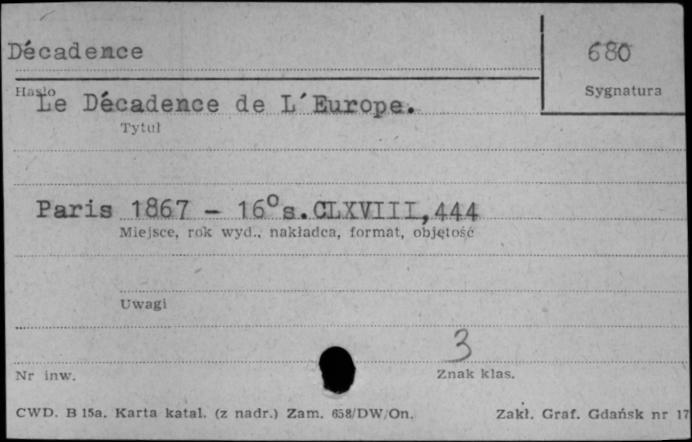 Décadence
680
Hasło
Sygnatura
Le Décadence de L´Europe.
Tytuł
Paris 1867 - 16° s.CLXVIII,444
Miejsce, rok wyd., nakładca, format, objętość
Uwagi
3
Nr inw.
Znak klas.
CWD. B 15a. Karta katal. (z nadr.) Zam. 658/DW/On.
Zakł. Graf. Gdańsk nr 17